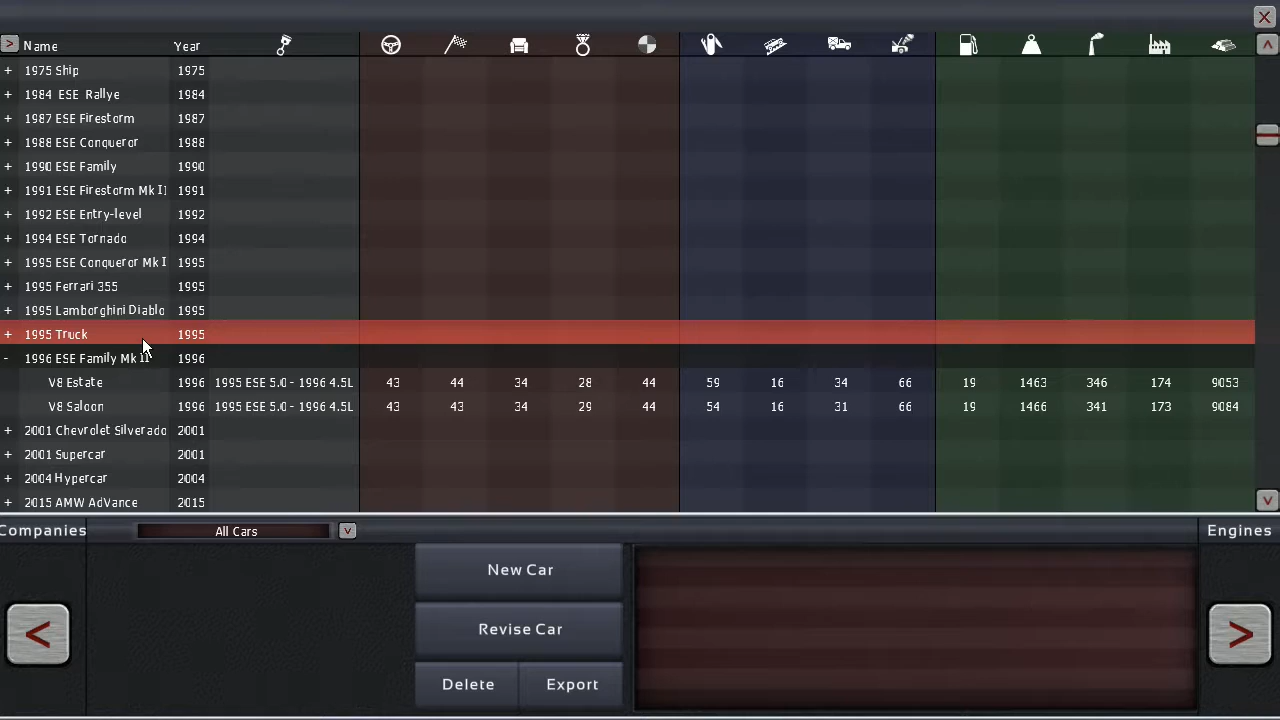 > Name Year
+ 1975 Ship 1975
+ 1984 ESE Rallye 1984
+ 1987 ESE Firestorm 1987
+ 1988 ESE Conqueror 1988
+ 1990 ESE Family 1990
+ 1991 ESE Firestorm Mk II 1991
+ 1992 ESE Entry-level 1992
+ 1994 ESE Tornado 1994
+ 1995 ESE Conqueror Mk I 1995
+ 1995 Ferrari 355 1995
+ 1995 Lamborghini Diablo 1995
+ 1995 Truck 1995
- 1996 ESE Family Mk II 1996
V8 Estate 1996 1995 ESE 5.0 - 1996 4.5L 43 44 34 28 44 59 16 34 66 19 1463 346 174 9053
V8 Saloon 1996 1995 ESE 5.0 - 1996 4.5L 43 43 34 29 44 54 16 31 66 19 1466 341 173 9084
+ 2001 Chevrolet Silverado 2001
+ 2001 Supercar 2001
+ 2004 Hypercar 2004
+ 2015 AMW AdVance 2015
Companies All Cars v Engines
New Car
< Revise Car >
Delete Export